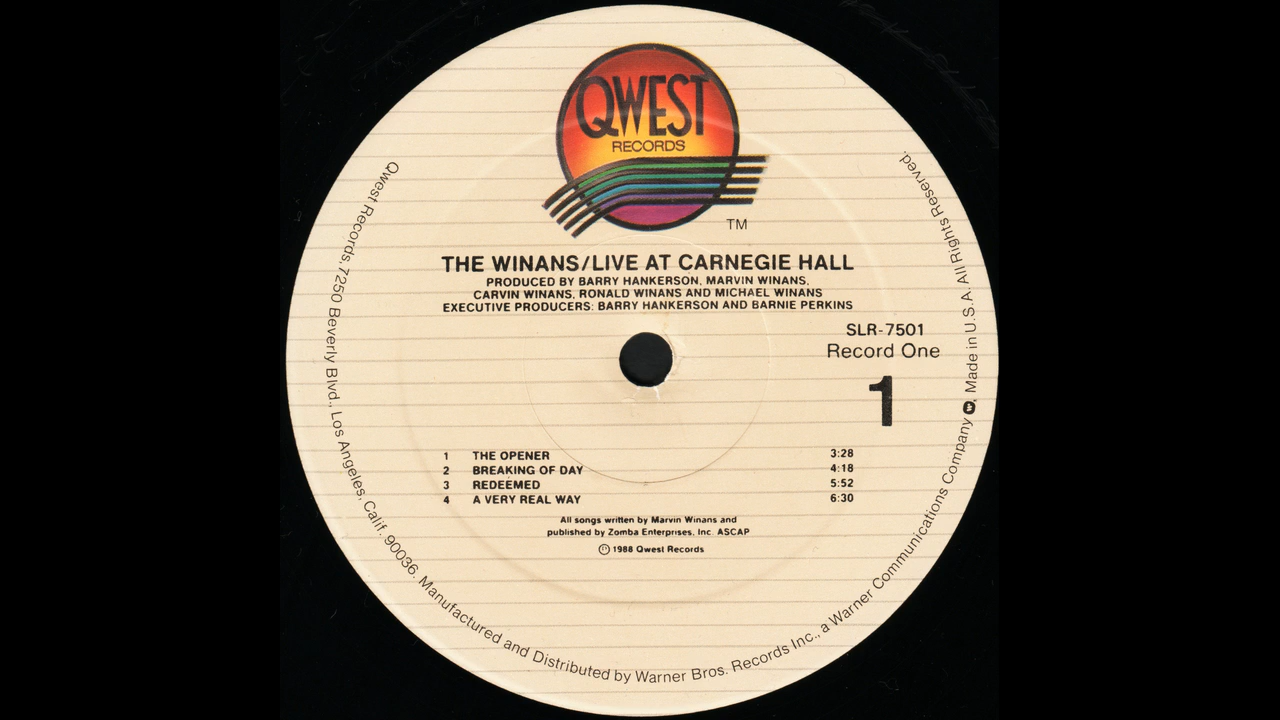 QWEST
RECORDS
TM
THE WINANS/LIVE AT CARNEGIE HALL
PRODUCED BY BARRY HANKERSON, MARVIN WINANS,
CARVIN WINANS, RONALD WINANS AND MICHAEL WINANS
EXECUTIVE PRODUCERS: BARRY HANKERSON AND BARNIE PERKINS
SLR-7501
Record One
1
1 THE OPENER 3:28
2 BREAKING OF DAY 4:18
3 REDEEMED 5:52
4 A VERY REAL WAY 6:30
All songs written by Marvin Winans and
published by Zomba Enterprises, Inc. ASCAP
Ⓟ 1988 Qwest Records
Qwest Records, 7250 Beverly Blvd., Los Angeles, Calif. 90036. Manufactured and Distributed by Warner Bros. Records Inc., a Warner Communications Company, Made in U.S.A. All Rights Reserved.